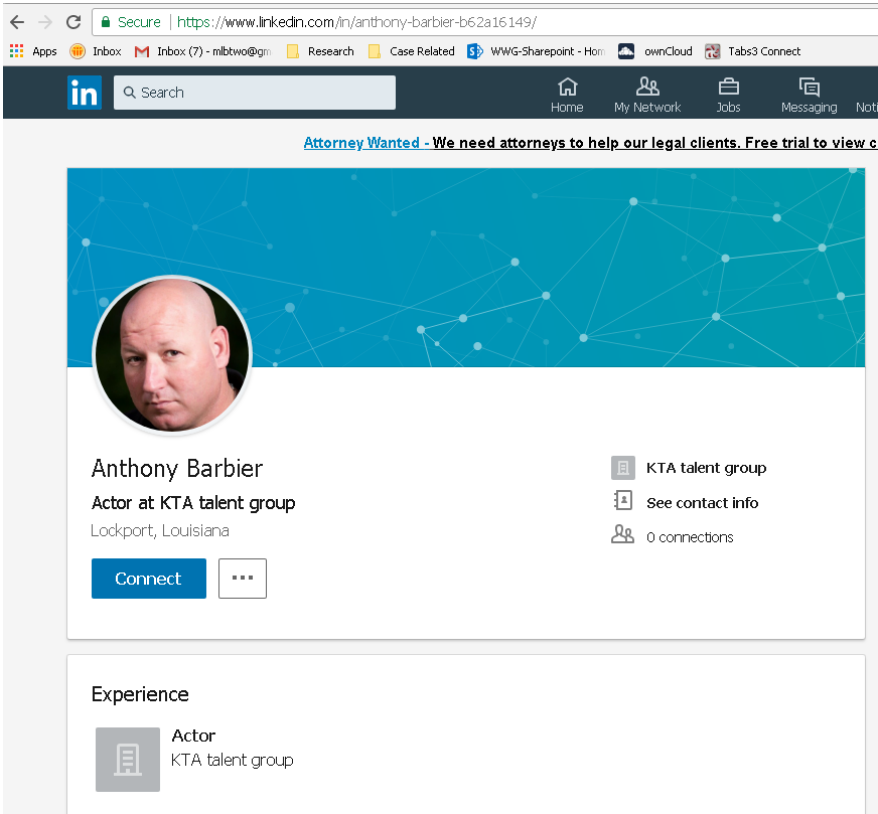 Secure | https://www.linkedin.com/in/anthony-barbier-b62a16149/
Apps Inbox Inbox (7) - mlbtwo@gm Research Case Related WWG-Sharepoint - Hom ownCloud Tabs3 Connect
in Search Home My Network Jobs Messaging Noti
Attorney Wanted - We need attorneys to help our legal clients. Free trial to view c
Anthony Barbier
Actor at KTA talent group
Lockport, Louisiana
Connect
KTA talent group
See contact info
0 connections
Experience
Actor
KTA talent group